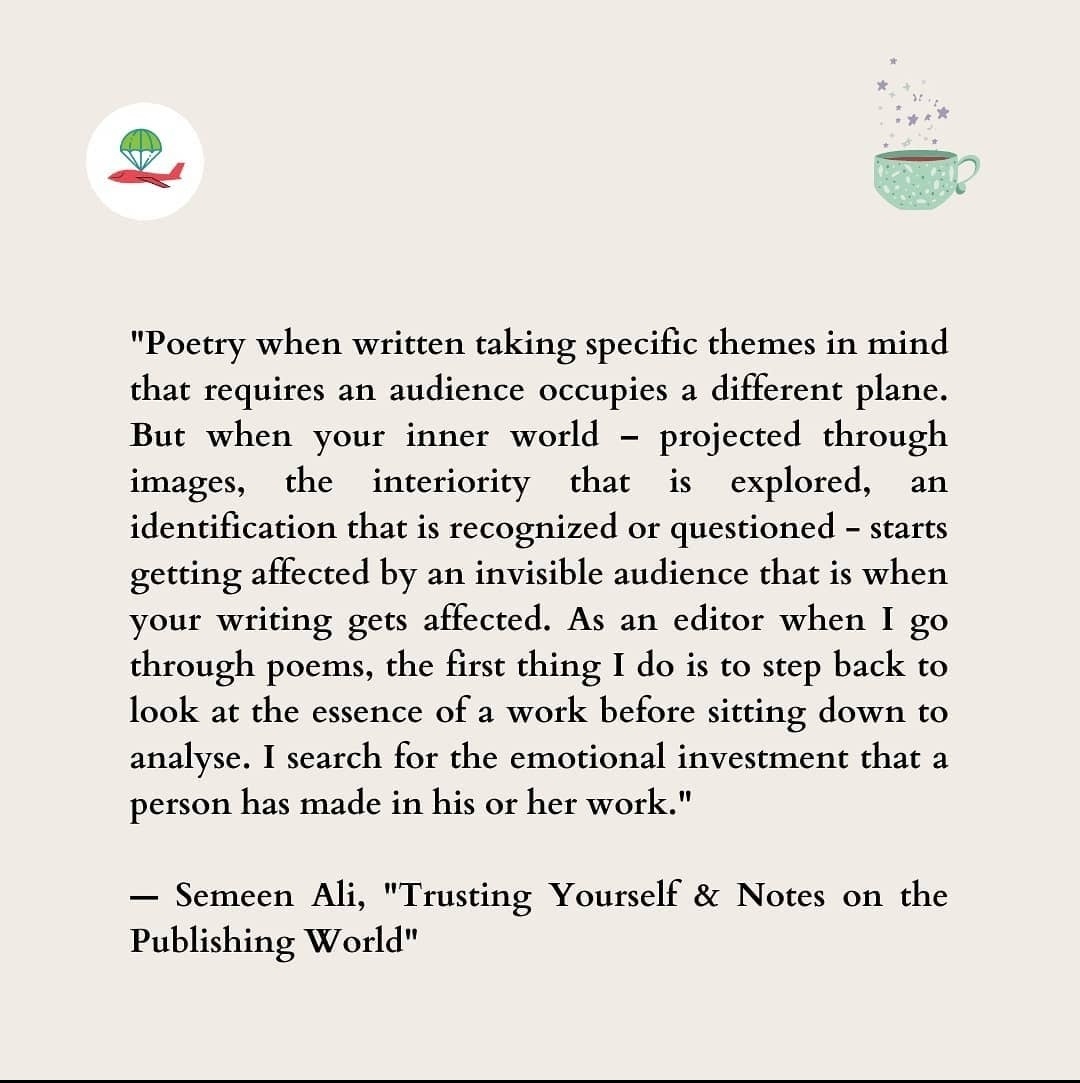 "Poetry when written taking specific themes in mind
that requires an audience occupies a different plane.
But when your inner world – projected through
images, the interiority that is explored, an
identification that is recognized or questioned – starts
getting affected by an invisible audience that is when
your writing gets affected. As an editor when I go
through poems, the first thing I do is to step back to
look at the essence of a work before sitting down to
analyse. I search for the emotional investment that a
person has made in his or her work."
— Semeen Ali, "Trusting Yourself & Notes on the
Publishing World"